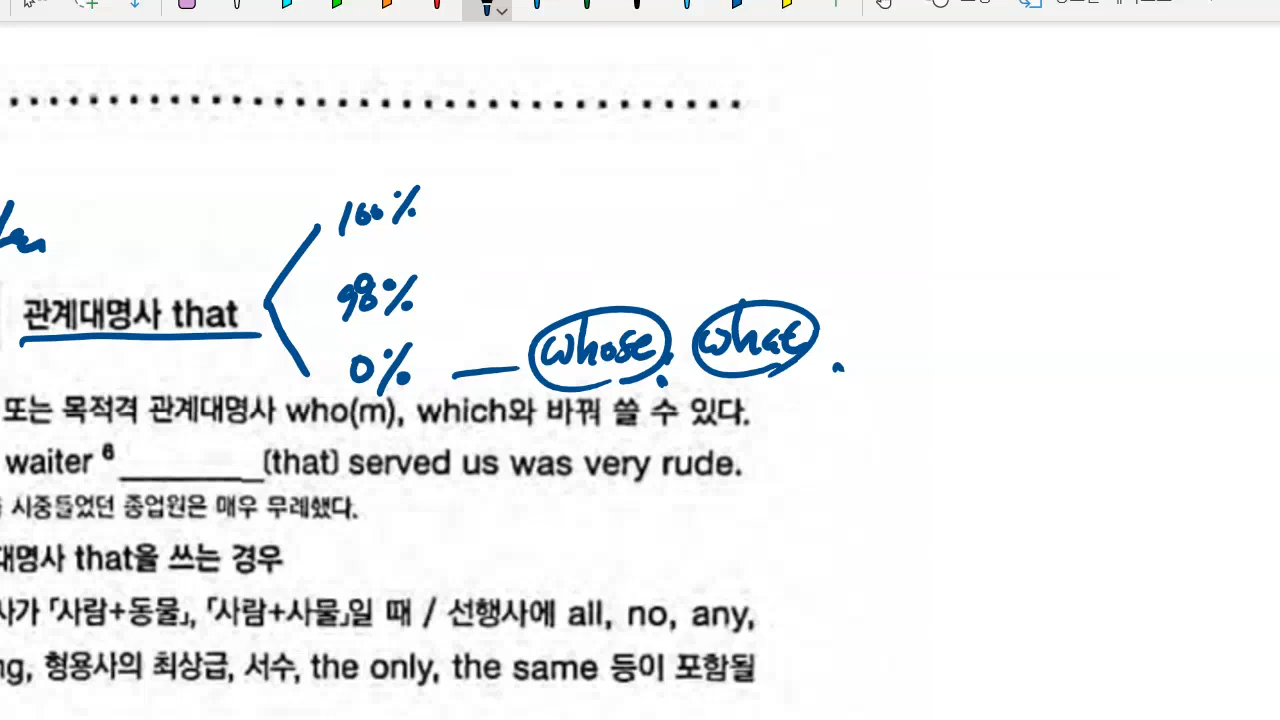 100%
98%
관계대명사 that
0% — whose, what.
또는 목적격 관계대명사 who(m), which와 바꿔 쓸 수 있다.
waiter 6 ________(that) served us was very rude.
시중들었던 종업원은 매우 무례했다.
대명사 that을 쓰는 경우
사가 「사람+동물」, 「사람+사물」일 때 / 선행사에 all, no, any,
ng, 형용사의 최상급, 서수, the only, the same 등이 포함될